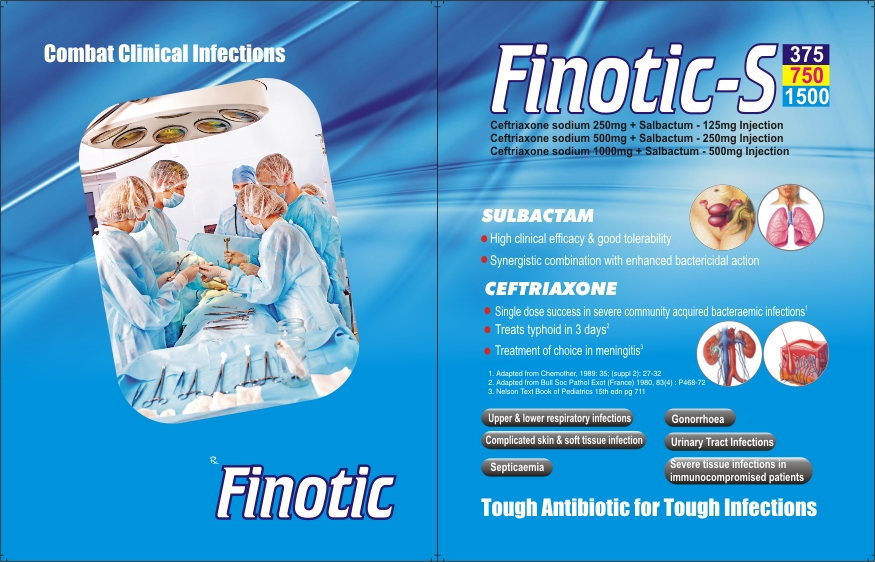 Combat Clinical Infections
℞
Finotic
Finotic-S
375
750
1500
Ceftriaxone sodium 250mg + Salbactum - 125mg Injection
Ceftriaxone sodium 500mg + Salbactum - 250mg Injection
Ceftriaxone sodium 1000mg + Salbactum - 500mg Injection
SULBACTAM
High clinical efficacy & good tolerability
Synergistic combination with enhanced bactericidal action
CEFTRIAXONE
Single dose success in severe community acquired bacteraemic infections¹
Treats typhoid in 3 days²
Treatment of choice in meningitis³
1. Adapted from Chemother, 1989: 35; (suppl 2): 27-32
2. Adapted from Bull Soc Pathol Exot (France) 1980, 83(4) : P468-72
3. Nelson Text Book of Pediatrics 15th edn pg 711
Upper & lower respiratory infections
Gonorrhoea
Complicated skin & soft tissue infection
Urinary Tract Infections
Septicaemia
Severe tissue infections in
immunocompromised patients
Tough Antibiotic for Tough Infections